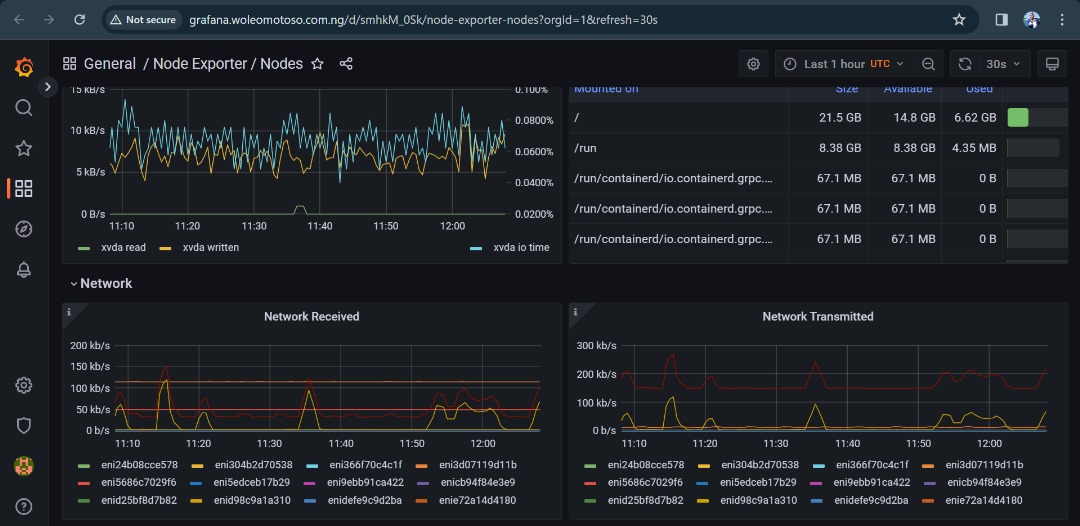 Not secure grafana.woleomotoso.com.ng/d/smhkM_0Sk/node-exporter-nodes?orgId=1&refresh=30s
General / Node Exporter / Nodes
Last 1 hour UTC
30s
15 kB/s
10 kB/s
5 kB/s
0 B/s
0.100%
0.0800%
0.0600%
0.0400%
0.0200%
11:10 11:20 11:30 11:40 11:50 12:00
xvda read xvda written xvda io time
Mounted on Size Available Used
/ 21.5 GB 14.8 GB 6.62 GB
/run 8.38 GB 8.38 GB 4.35 MB
/run/containerd/io.containerd.grpc.... 67.1 MB 67.1 MB 0 B
/run/containerd/io.containerd.grpc.... 67.1 MB 67.1 MB 0 B
/run/containerd/io.containerd.grpc.... 67.1 MB 67.1 MB 0 B
Network
i
Network Received
200 kb/s
150 kb/s
100 kb/s
50 kb/s
0 b/s
11:10 11:20 11:30 11:40 11:50 12:00
eni24b08cce578 eni304b2d70538 eni366f70c4c1f eni3d07119d11b
eni5686c7029f6 eni5edceb17b29 eni9ebb91ca422 enicb94f84e3e9
enid25bf8d7b82 enid98c9a1a310 enidefe9c9d2ba enie72a14d4180
i
Network Transmitted
300 kb/s
200 kb/s
100 kb/s
0 b/s
11:10 11:20 11:30 11:40 11:50 12:00
eni24b08cce578 eni304b2d70538 eni366f70c4c1f eni3d07119d11b
eni5686c7029f6 eni5edceb17b29 eni9ebb91ca422 enicb94f84e3e9
enid25bf8d7b82 enid98c9a1a310 enidefe9c9d2ba enie72a14d4180